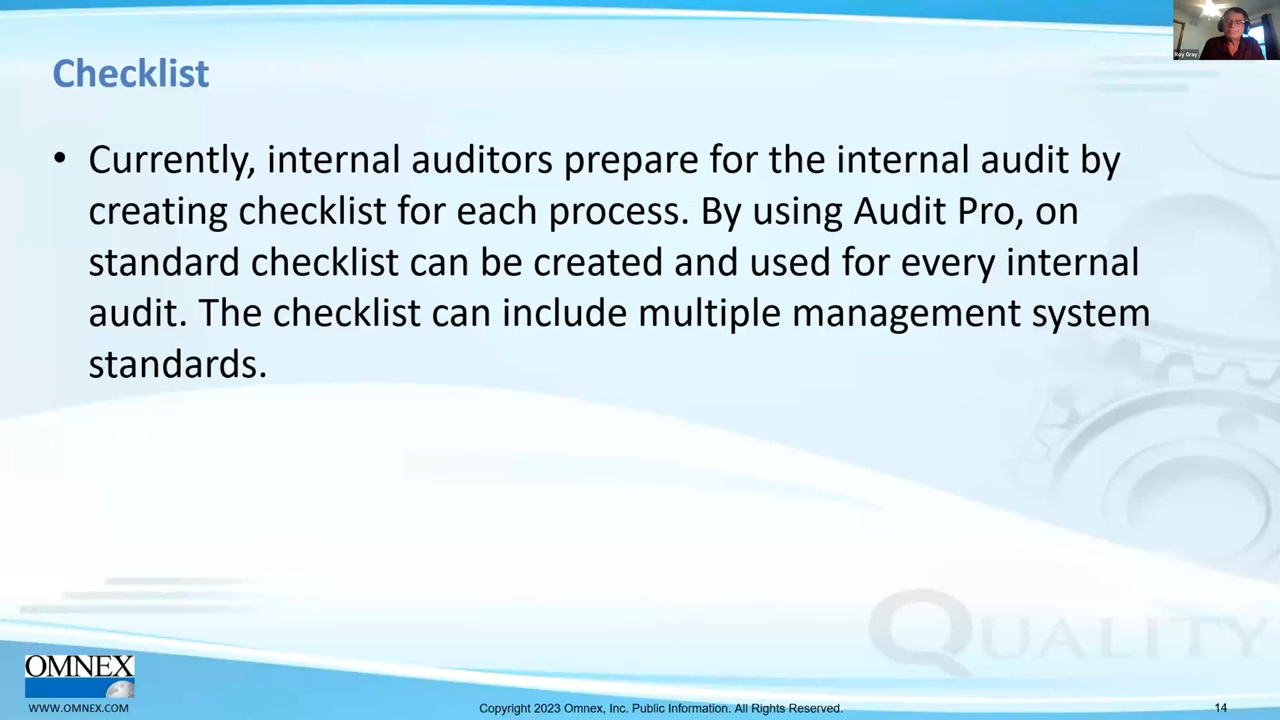 Roy Gray
Checklist
• Currently, internal auditors prepare for the internal audit by
creating checklist for each process. By using Audit Pro, on
standard checklist can be created and used for every internal
audit. The checklist can include multiple management system
standards.
QUALITY
OMNEX
WWW.OMNEX.COM
Copyright 2023 Omnex, Inc. Public Information. All Rights Reserved.
14